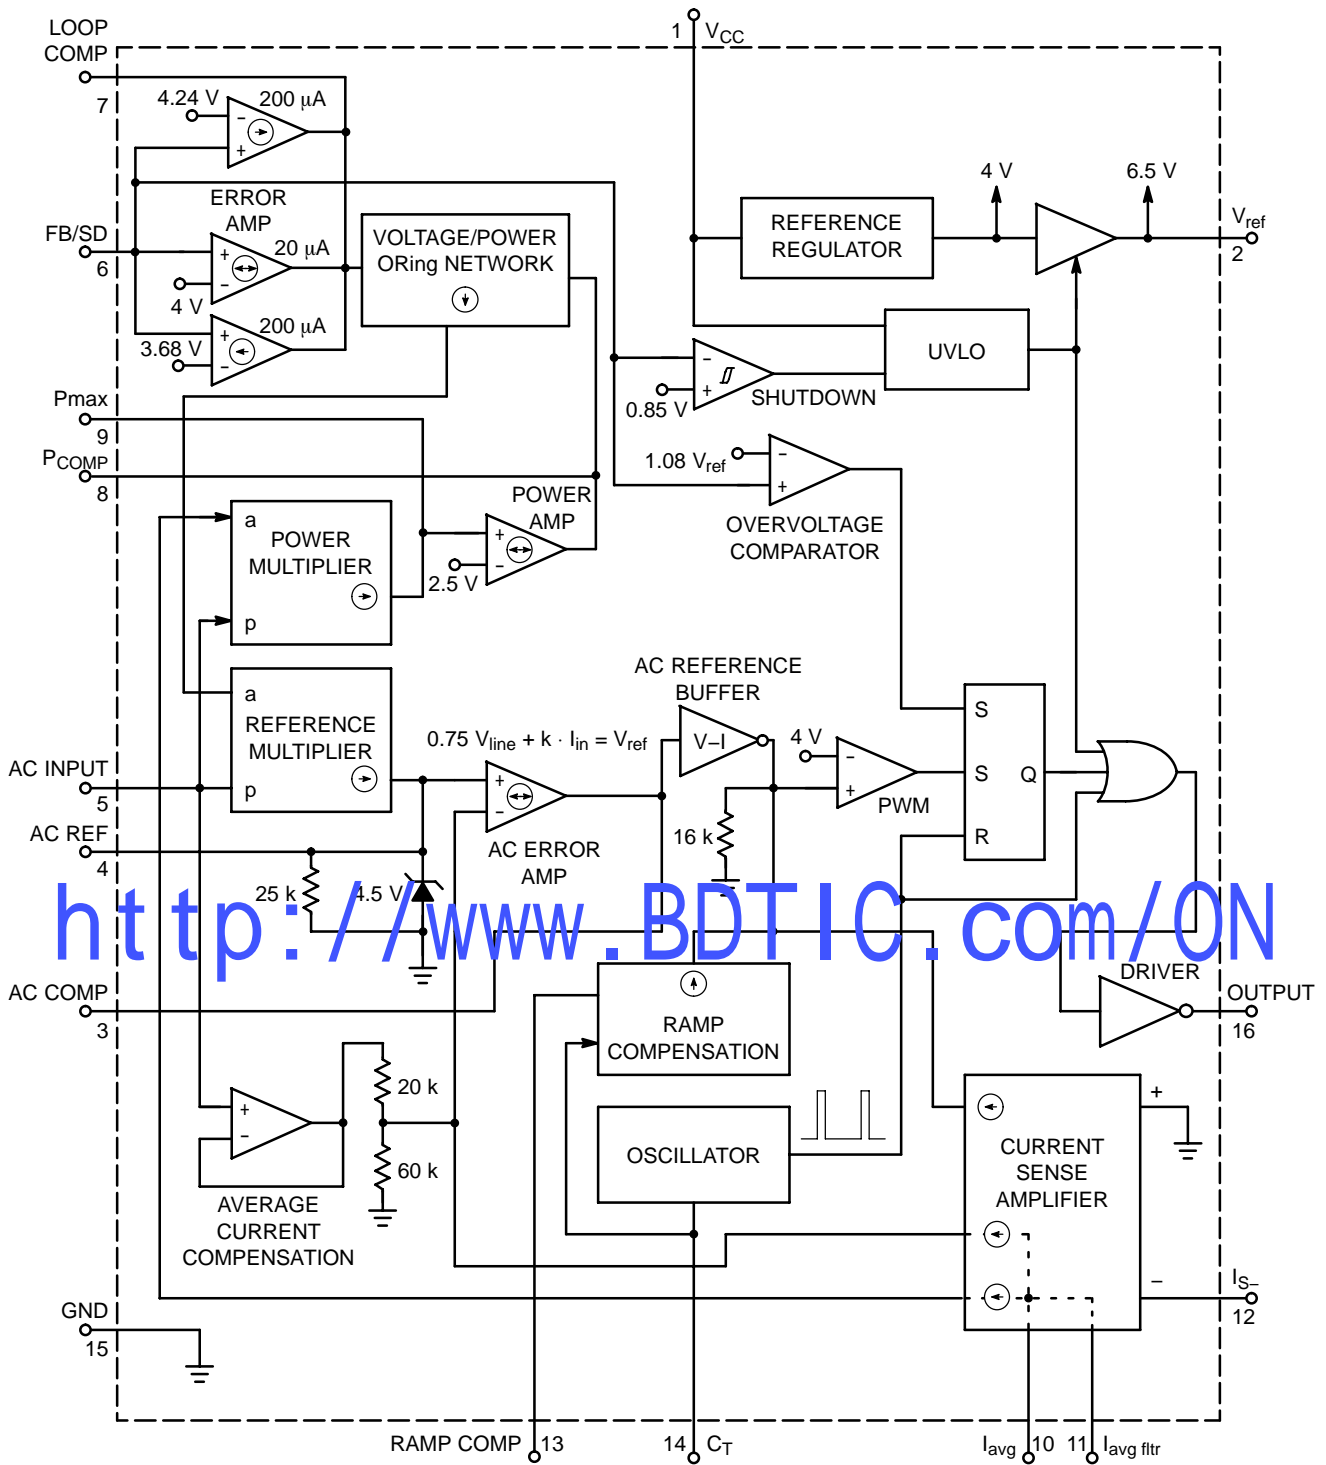 LOOP
COMP
7
1
VCC
4.24 V
200 µA
−
+
ERROR
AMP
FB/SD
6
20 µA
+
−
4 V
200 µA
+
−
3.68 V
VOLTAGE/POWER
ORing NETWORK
REFERENCE
REGULATOR
4 V
6.5 V
Vref
2
UVLO
−
+
0.85 V
SHUTDOWN
Pmax
9
PCOMP
8
1.08 Vref
−
+
OVERVOLTAGE
COMPARATOR
POWER
AMP
+
−
2.5 V
a
POWER
MULTIPLIER
p
a
REFERENCE
MULTIPLIER
p
AC INPUT
5
AC REF
4
0.75 Vline + k · Iin = Vref
AC REFERENCE
BUFFER
V−I
+
−
AC ERROR
AMP
4 V
−
+
PWM
16 k
S
S
Q
R
25 k
4.5 V
http://www.BDTIC.com/ON
AC COMP
3
RAMP
COMPENSATION
DRIVER
OUTPUT
16
+
−
20 k
60 k
AVERAGE
CURRENT
COMPENSATION
OSCILLATOR
CURRENT
SENSE
AMPLIFIER
+
−
IS−
12
GND
15
RAMP COMP
13
14
CT
Iavg
10
11
Iavg fltr